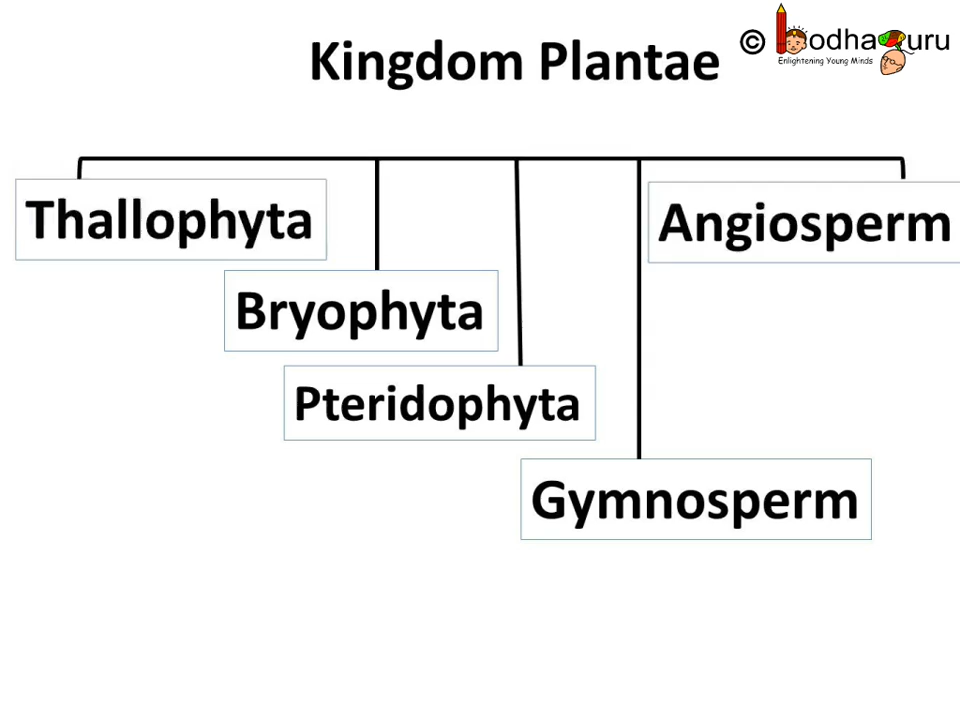 Kingdom Plantae
© BodhaGuru
Enlightening Young Minds
Thallophyta
Angiosperm
Bryophyta
Pteridophyta
Gymnosperm